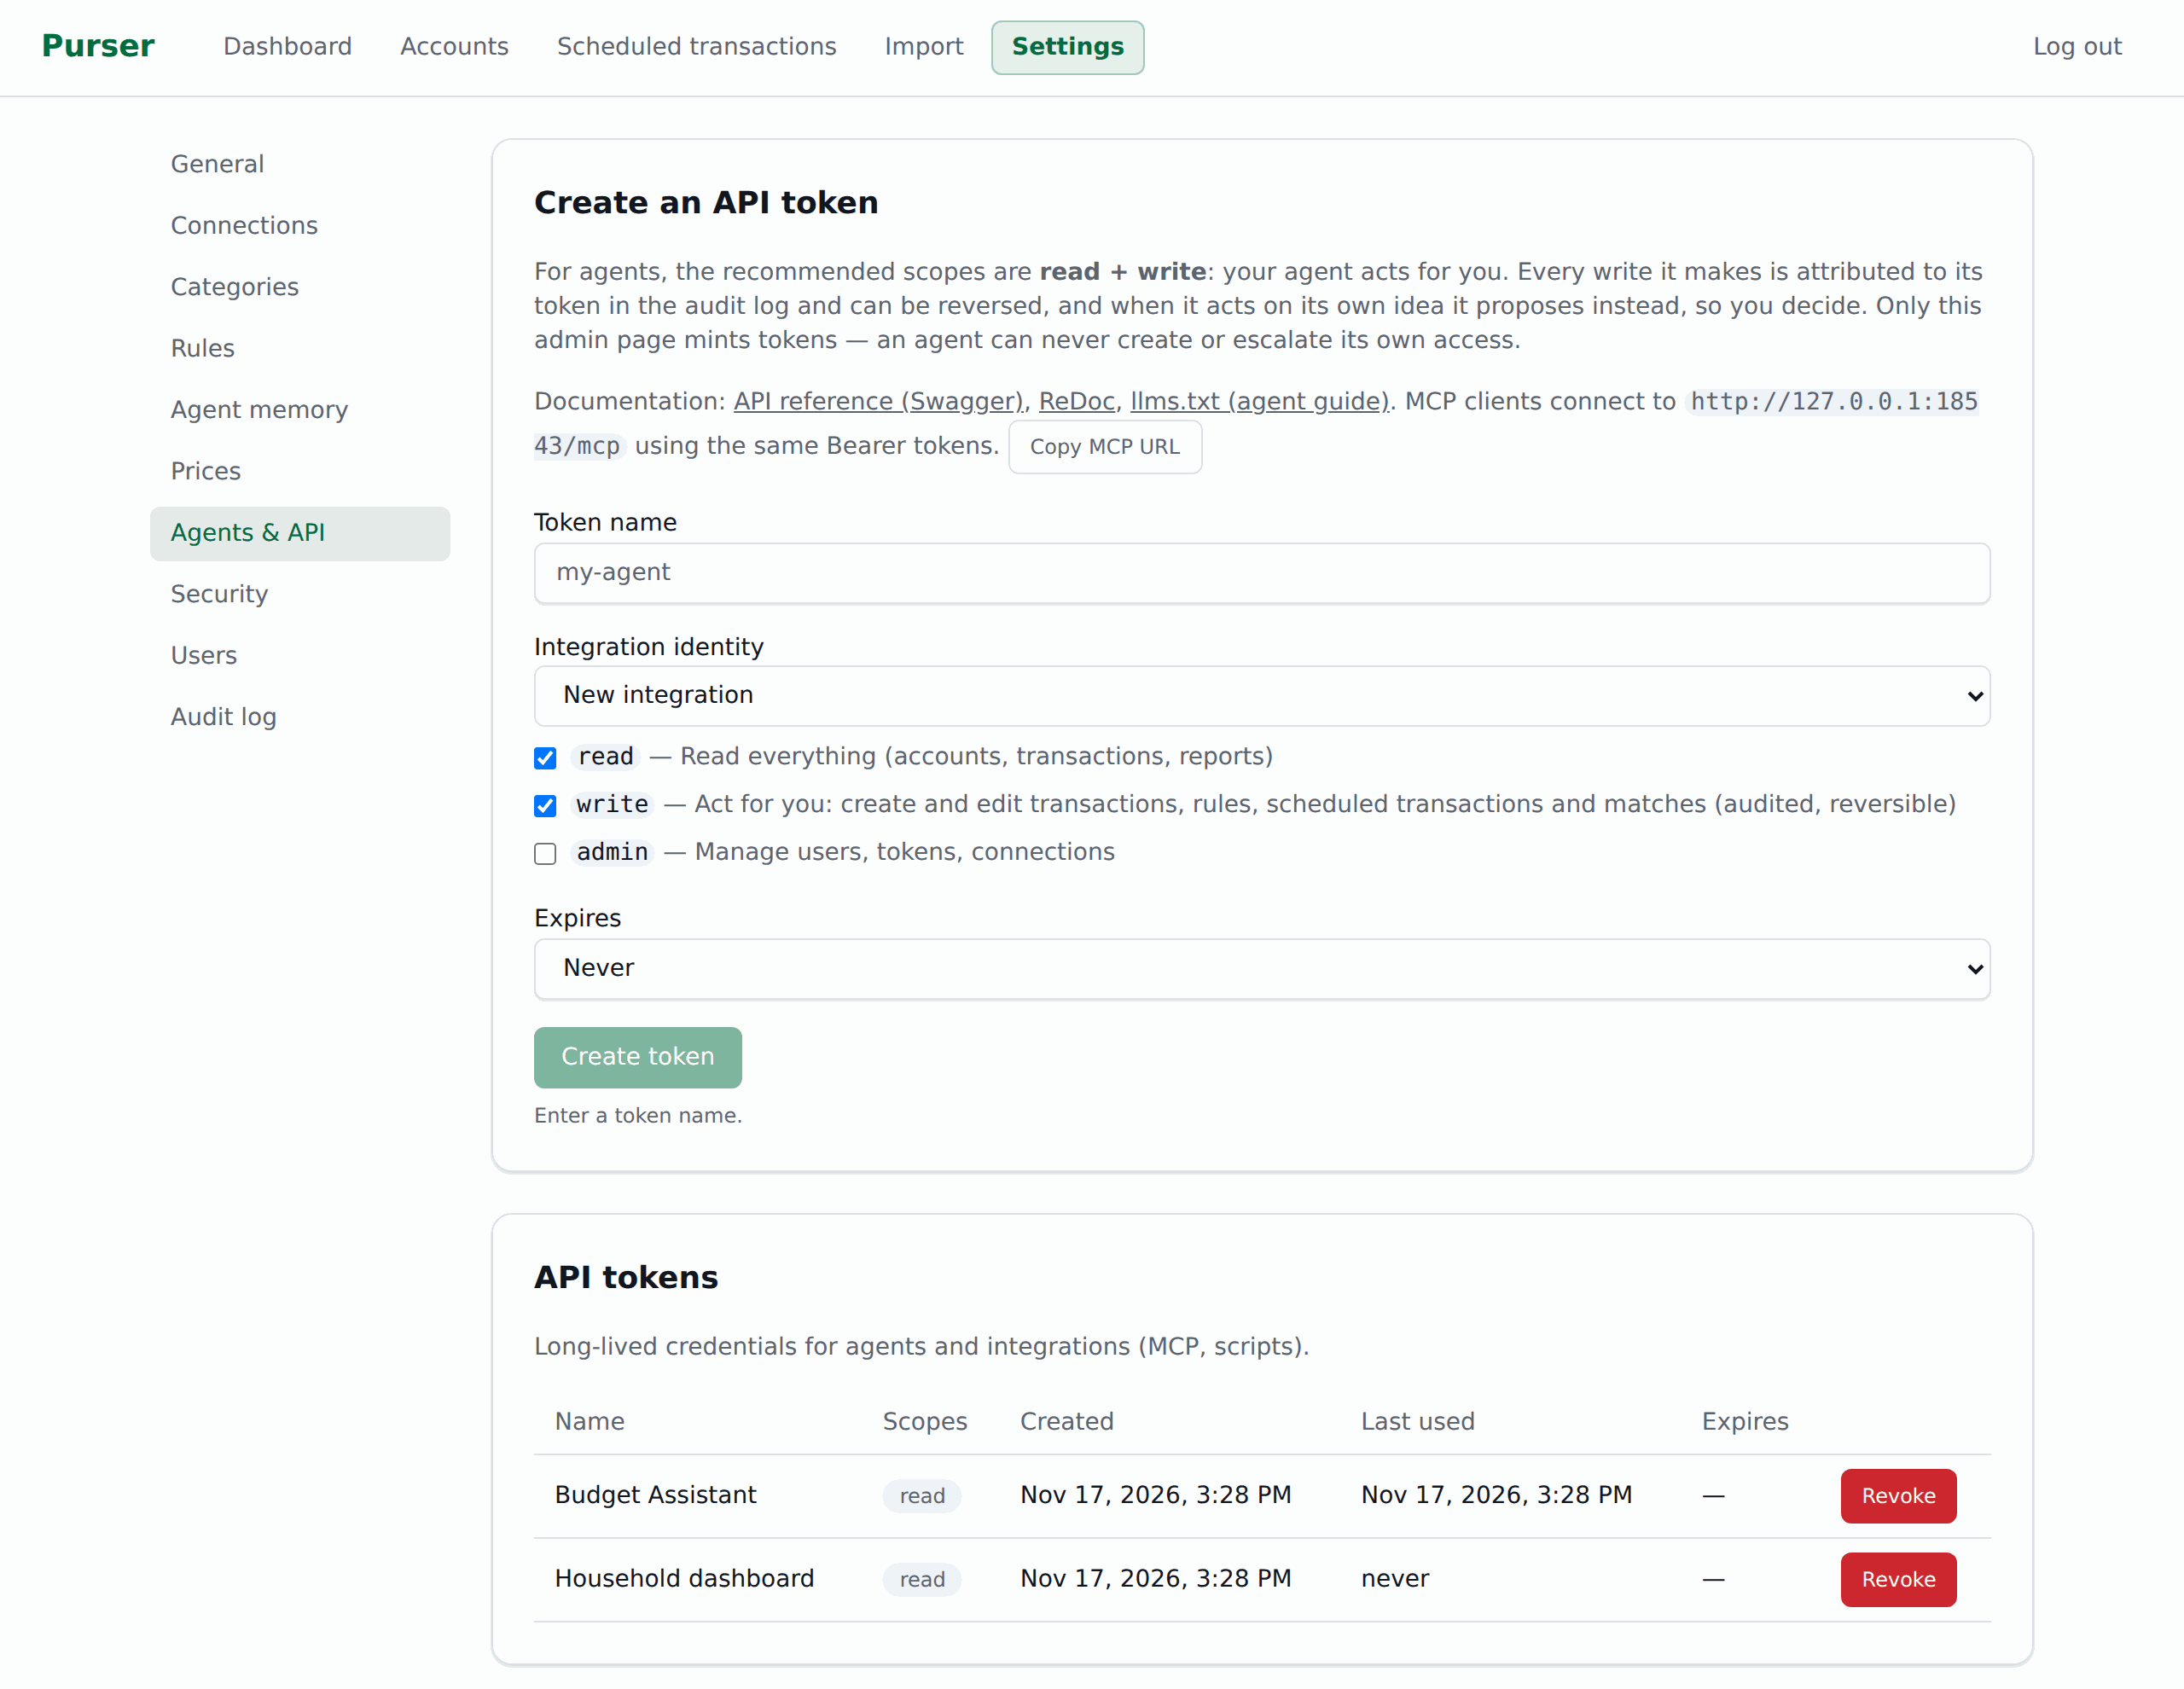 Purser
Dashboard
Accounts
Scheduled transactions
Import
Settings
Log out
General
Connections
Categories
Rules
Agent memory
Prices
Agents & API
Security
Users
Audit log
Create an API token
For agents, the recommended scopes are read + write: your agent acts for you. Every write it makes is attributed to its
token in the audit log and can be reversed, and when it acts on its own idea it proposes instead, so you decide. Only this
admin page mints tokens — an agent can never create or escalate its own access.
Documentation: API reference (Swagger), ReDoc, llms.txt (agent guide). MCP clients connect to http://127.0.0.1:185
43/mcp using the same Bearer tokens. Copy MCP URL
Token name
my-agent
Integration identity
New integration
read — Read everything (accounts, transactions, reports)
write — Act for you: create and edit transactions, rules, scheduled transactions and matches (audited, reversible)
admin — Manage users, tokens, connections
Expires
Never
Create token
Enter a token name.
API tokens
Long-lived credentials for agents and integrations (MCP, scripts).
Name Scopes Created Last used Expires
Budget Assistant read Nov 17, 2026, 3:28 PM Nov 17, 2026, 3:28 PM — Revoke
Household dashboard read Nov 17, 2026, 3:28 PM never — Revoke